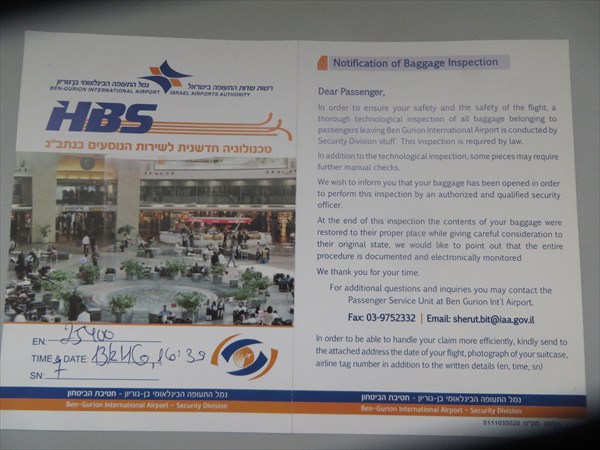 נמל התעופה הבינלאומי בן-גוריון
BEN-GURION INTERNATIONAL AIRPORT
רשות שדות התעופה בישראל
ISRAEL AIRPORTS AUTHORITY
HBS
טכנולוגיה חדשנית לשירות הנוסעים בנתב"ג
EN: 25400
TIME & DATE: 16:39
SN: 7
נמל התעופה הבינלאומי בן-גוריון - חטיבת הביטחון
Ben-Gurion International Airport - Security Division
Notification of Baggage Inspection
Dear Passenger,
In order to ensure your safety and the safety of the flight, a
thorough technological inspection of all baggage belonging to
passengers leaving Ben Gurion International Airport is conducted by
Security Division stuff. This inspection is required by law.
In addition to the technological inspection, some pieces may require
further manual checks.
We wish to inform you that your baggage has been opened in order to
perform this inspection by an authorized and qualified security
officer.
At the end of this inspection the contents of your baggage were
restored to their proper place while giving careful consideration to
their original state, we would like to point out that the entire
procedure is documented and electronically monitored
We thank you for your time.
For additional questions and inquiries you may contact the
Passenger Service Unit at Ben Gurion Int'l Airport.
Fax: 03-9752332 | Email: sherut.bit@iaa.gov.il
In order to be able to handle your claim more efficiently, kindly send to
the attached address the date of your flight, photograph of your suitcase,
airline tag number in addition to the written details (en, time, sn)
נמל התעופה הבינלאומי בן-גוריון - חטיבת הביטחון
Ben-Gurion International Airport - Security Division
0111035020